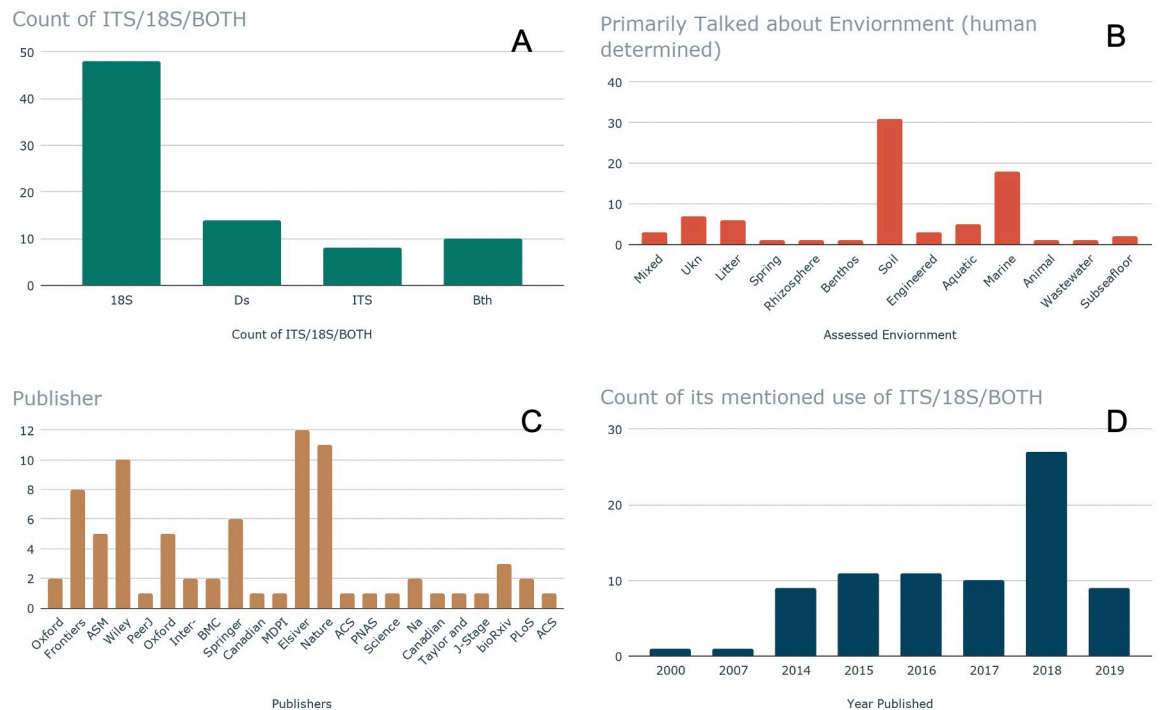 Count of ITS/18S/BOTH
A
50
40
30
20
10
0
18S Ds ITS Bth
Count of ITS/18S/BOTH
Primarily Talked about Enviornment (human
determined)
B
40
30
20
10
0
Mixed Ukn Litter Spring Rhizosphere Benthos Soil Engineered Aquatic Marine Animal Wastewater Subseafloor
Assessed Enviornment
Publisher
C
12
10
8
6
4
2
0
Oxford Frontiers ASM Wiley PeerJ Oxford Inter- BMC Springer Canadian MDPI Elsiver Nature ACS PNAS Science Na Canadian Taylor and J-Stage bioRxiv PLoS ACS
Publishers
Count of its mentioned use of ITS/18S/BOTH
D
30
20
10
0
2000 2007 2014 2015 2016 2017 2018 2019
Year Published